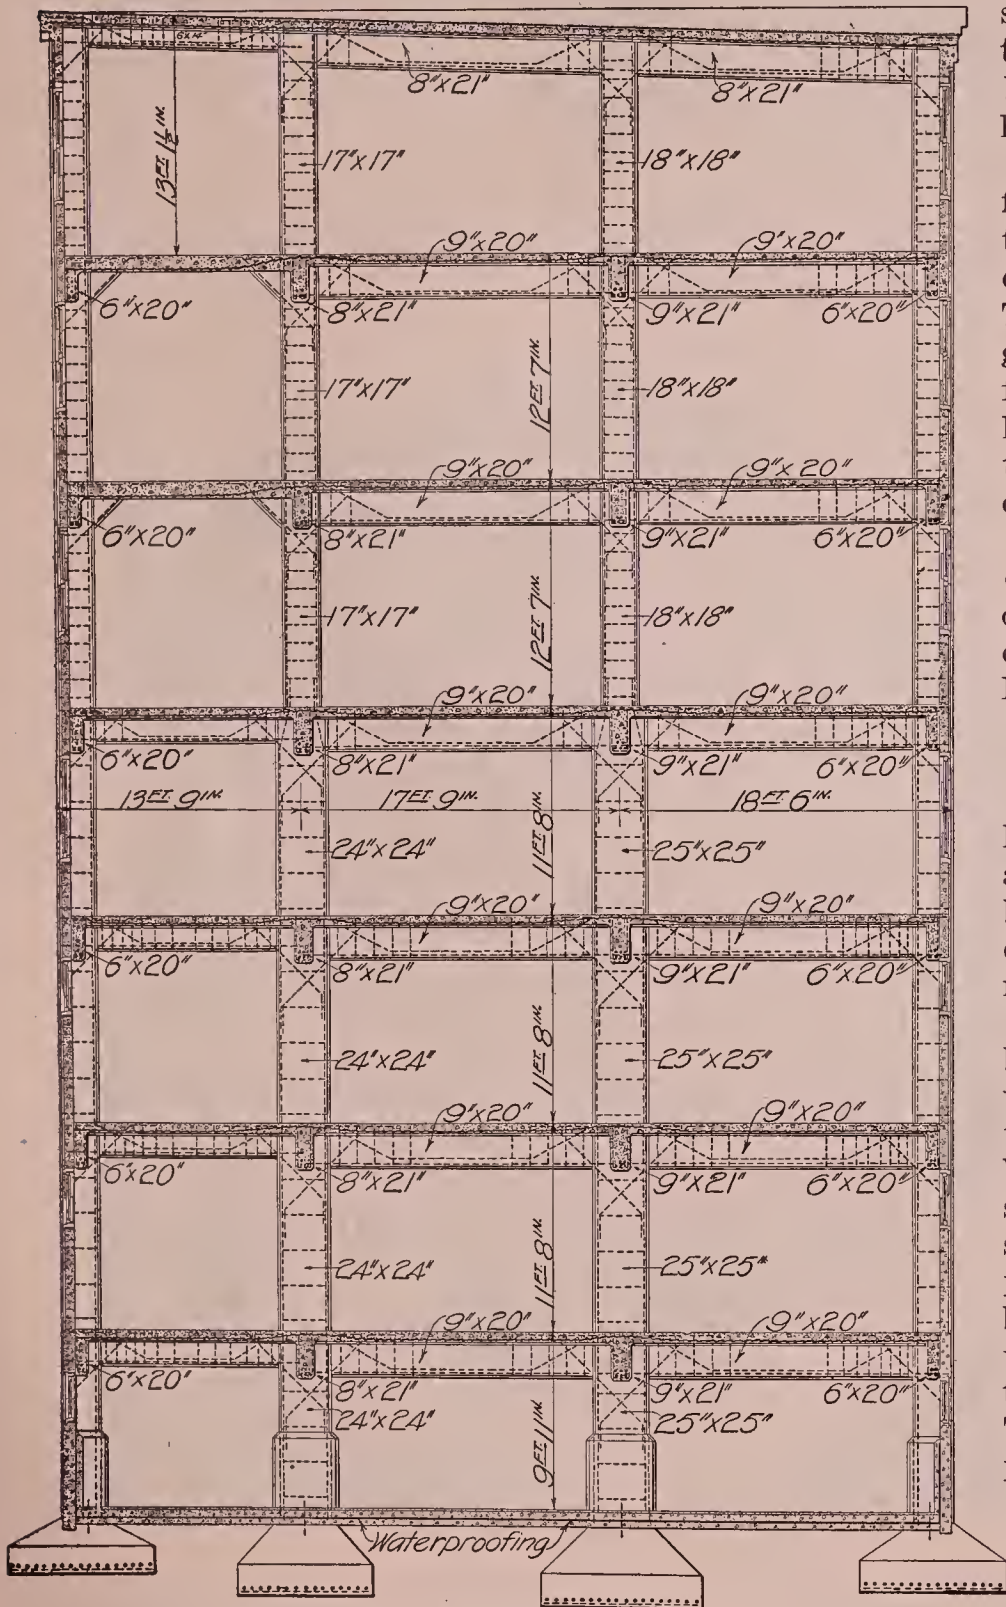 6"x14"
8"x21" 8"x21"
13FT. 1½IN.
17"x17" 18"x18"
9"x20" 9"x20"
6"x20" 8"x21" 9"x21" 6"x20"
12FT. 7IN.
17"x17" 18"x18"
9"x20" 9"x20"
6"x20" 8"x21" 9"x21" 6"x20"
12FT. 7IN.
17"x17" 18"x18"
9"x20" 9"x20"
6"x20" 8"x21" 9"x21" 6"x20"
13FT. 9IN. 17FT. 9IN. 18FT. 6IN.
11FT. 8IN.
24"x24" 25"x25"
9"x20" 9"x20"
6"x20" 8"x21" 9"x21" 6"x20"
11FT. 8IN.
24"x24" 25"x25"
9"x20" 9"x20"
6"x20" 8"x21" 9"x21" 6"x20"
11FT. 8IN.
24"x24" 25"x25"
9"x20" 9"x20"
6"x20" 8"x21" 9"x21" 6"x20"
24"x24" 25"x25"
9FT. 11IN.
Waterproofing